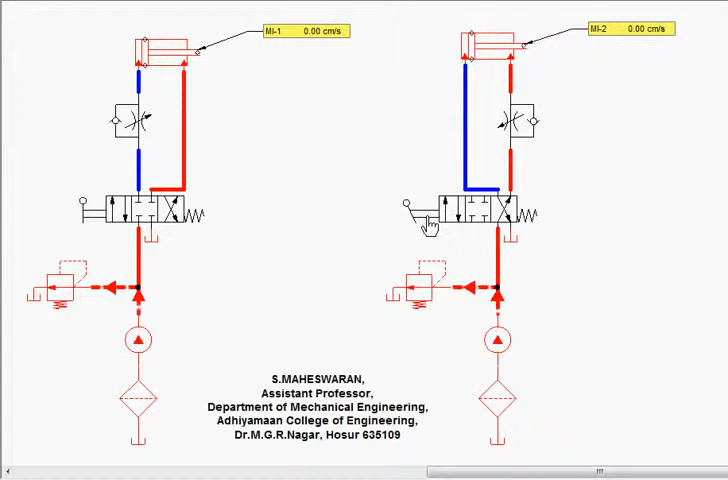 MI-1 0.00 cm/s
MI-2 0.00 cm/s
S.MAHESWARAN,
Assistant Professor,
Department of Mechanical Engineering,
Adhiyamaan College of Engineering,
Dr.M.G.R.Nagar, Hosur 635109